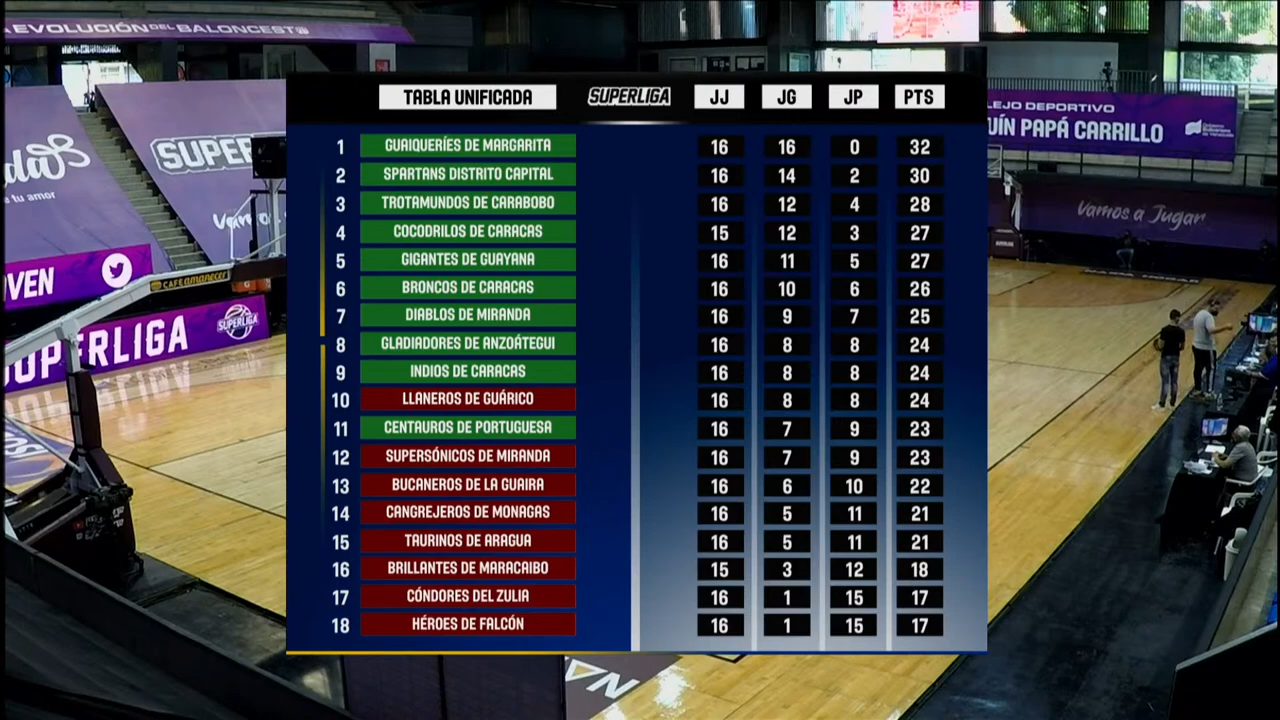 EVOLUCIÓN DEL BALONCESTO
TABLA UNIFICADA SUPERLIGA JJ JG JP PTS
1 GUAIQUERÍES DE MARGARITA 16 16 0 32
2 SPARTANS DISTRITO CAPITAL 16 14 2 30
3 TROTAMUNDOS DE CARABOBO 16 12 4 28
4 COCODRILOS DE CARACAS 15 12 3 27
5 GIGANTES DE GUAYANA 16 11 5 27
6 BRONCOS DE CARACAS 16 10 6 26
7 DIABLOS DE MIRANDA 16 9 7 25
8 GLADIADORES DE ANZOÁTEGUI 16 8 8 24
9 INDIOS DE CARACAS 16 8 8 24
10 LLANEROS DE GUÁRICO 16 8 8 24
11 CENTAUROS DE PORTUGUESA 16 7 9 23
12 SUPERSÓNICOS DE MIRANDA 16 7 9 23
13 BUCANEROS DE LA GUAIRA 16 6 10 22
14 CANGREJEROS DE MONAGAS 16 5 11 21
15 TAURINOS DE ARAGUA 16 5 11 21
16 BRILLANTES DE MARACAIBO 15 3 12 18
17 CÓNDORES DEL ZULIA 16 1 15 17
18 HÉROES DE FALCÓN 16 1 15 17
LEJO DEPORTIVO
UÍN PAPÁ CARRILLO
Vamos a Jugar
SUPE
e tu amor
Vamo
VEN
CAFÉ amanecer
SUPERLIGA
SUPERLIGA